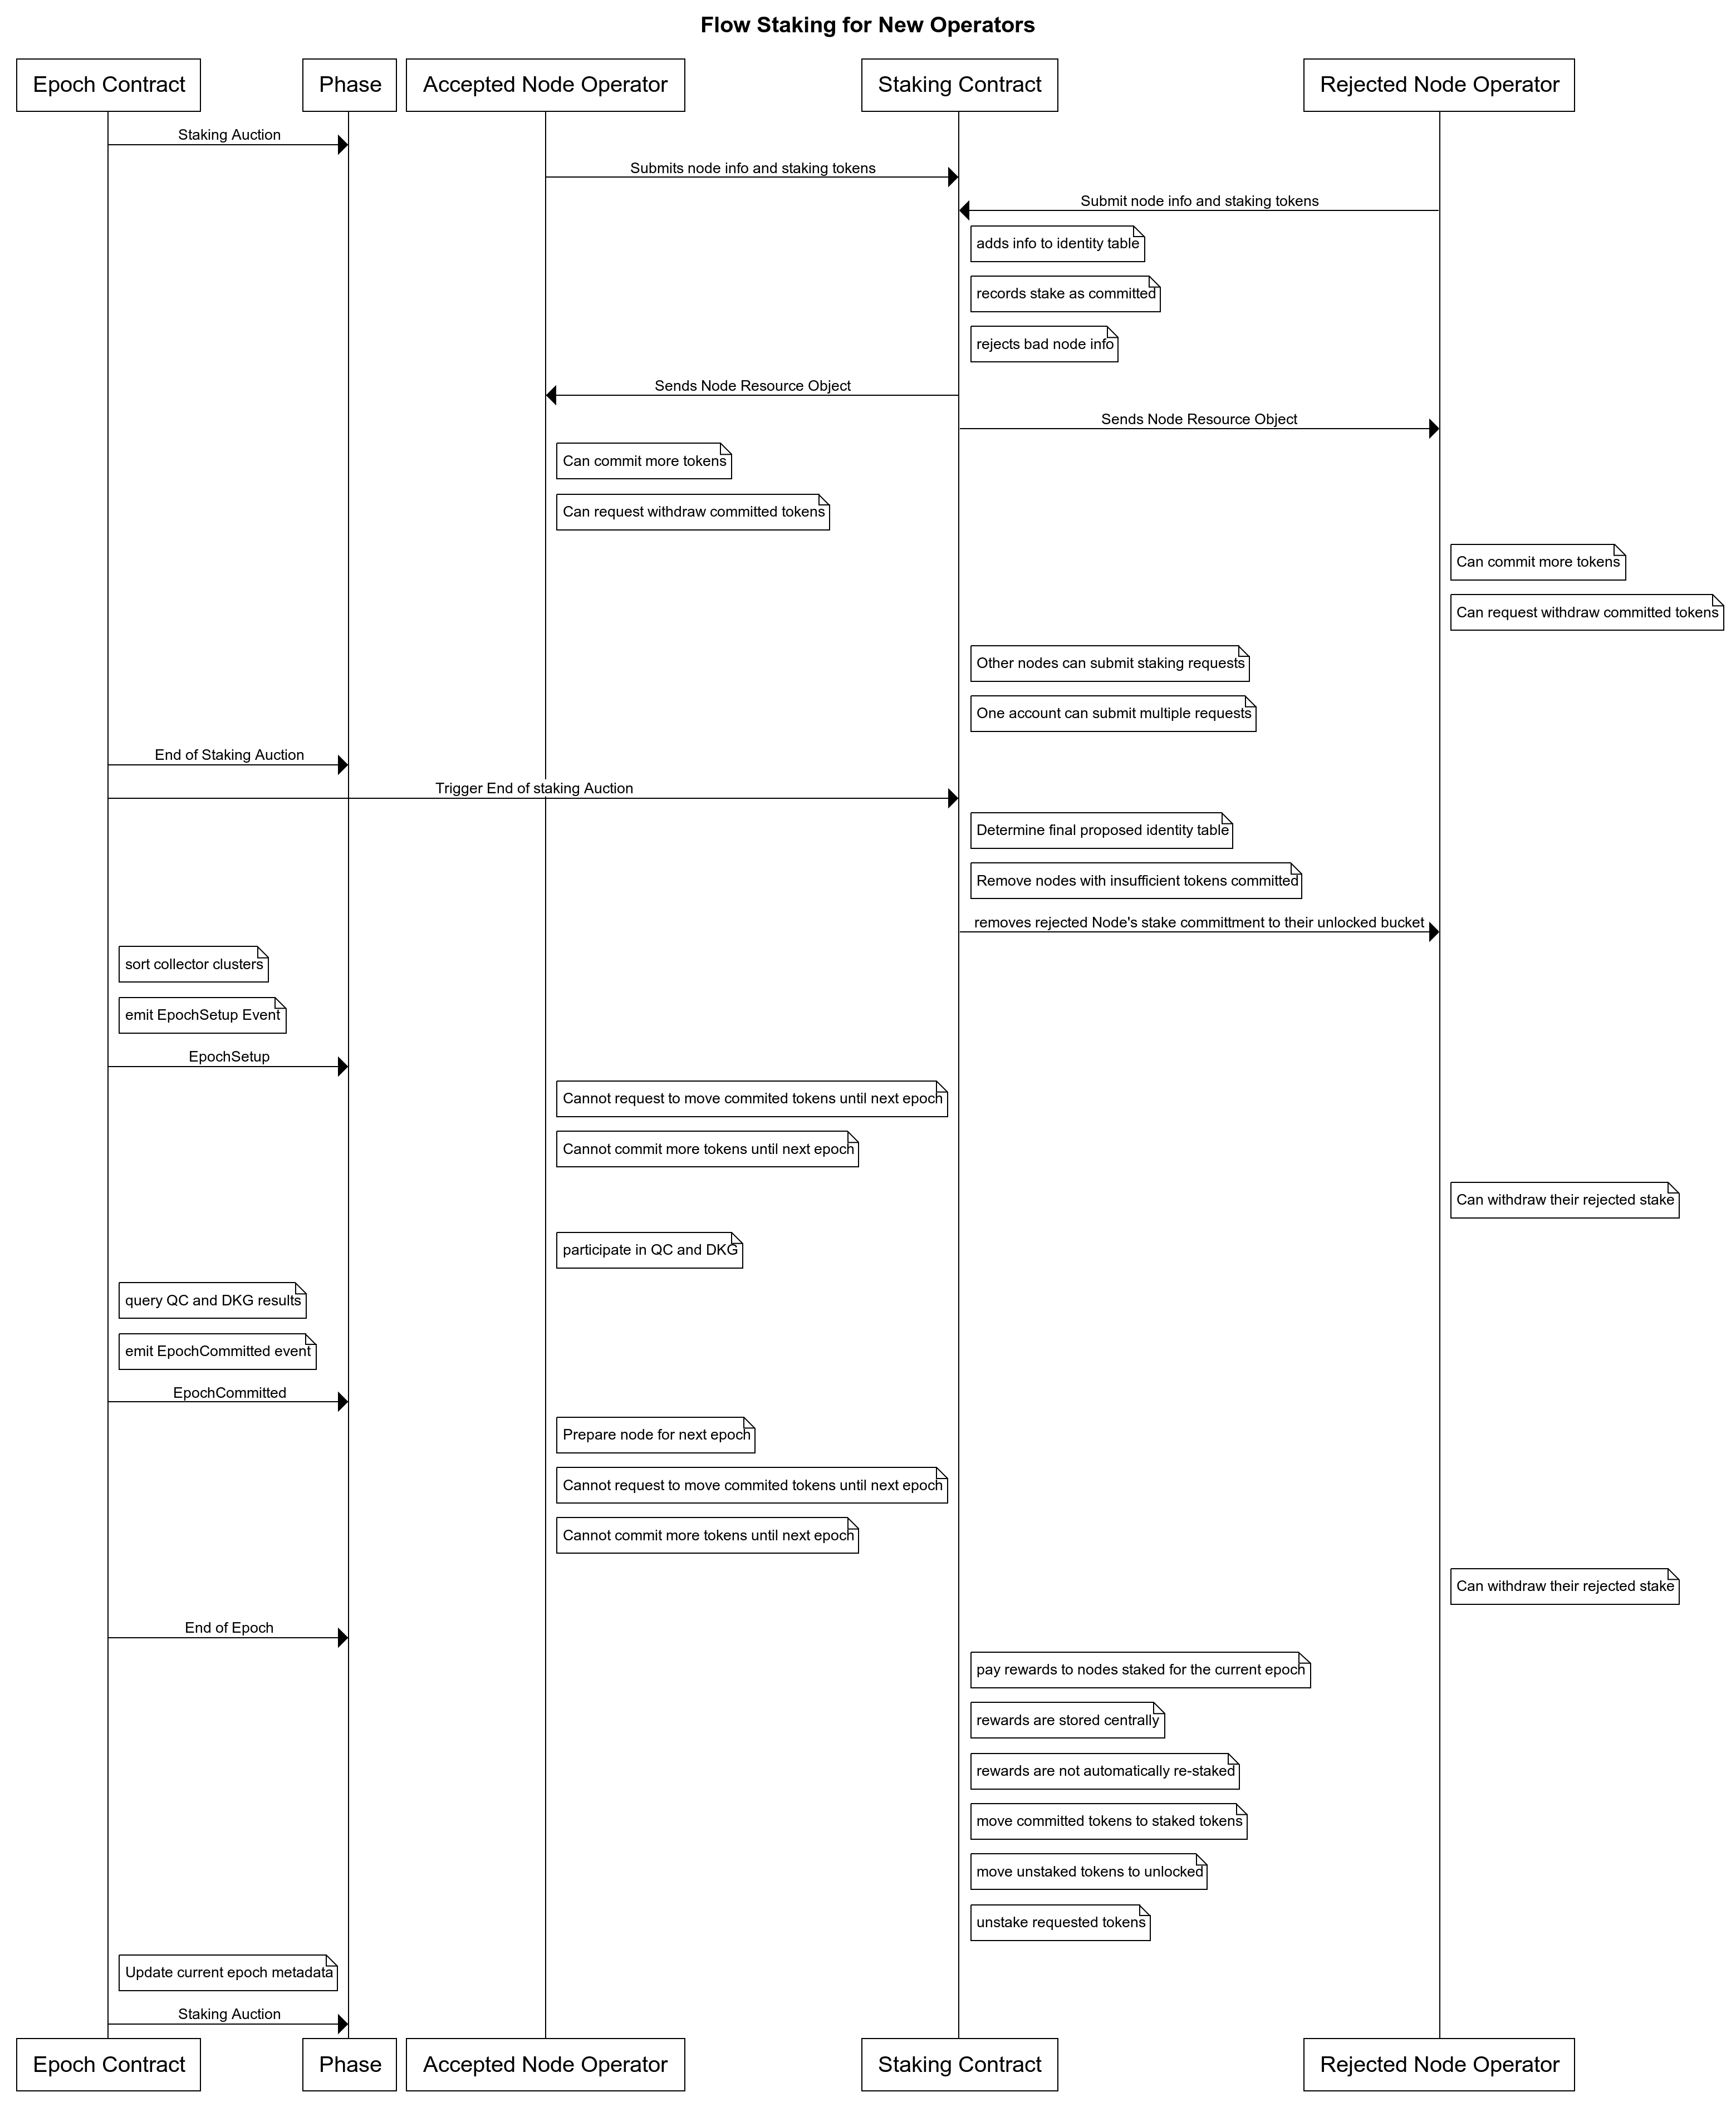 Flow Staking for New Operators
Epoch Contract
Phase
Accepted Node Operator
Staking Contract
Rejected Node Operator
Staking Auction
Submits node info and staking tokens
Submit node info and staking tokens
adds info to identity table
records stake as committed
rejects bad node info
Sends Node Resource Object
Sends Node Resource Object
Can commit more tokens
Can request withdraw committed tokens
Can commit more tokens
Can request withdraw committed tokens
Other nodes can submit staking requests
One account can submit multiple requests
End of Staking Auction
Trigger End of staking Auction
Determine final proposed identity table
Remove nodes with insufficient tokens committed
removes rejected Node's stake committment to their unlocked bucket
sort collector clusters
emit EpochSetup Event
EpochSetup
Cannot request to move commited tokens until next epoch
Cannot commit more tokens until next epoch
Can withdraw their rejected stake
participate in QC and DKG
query QC and DKG results
emit EpochCommitted event
EpochCommitted
Prepare node for next epoch
Cannot request to move commited tokens until next epoch
Cannot commit more tokens until next epoch
Can withdraw their rejected stake
End of Epoch
pay rewards to nodes staked for the current epoch
rewards are stored centrally
rewards are not automatically re-staked
move committed tokens to staked tokens
move unstaked tokens to unlocked
unstake requested tokens
Update current epoch metadata
Staking Auction
Epoch Contract
Phase
Accepted Node Operator
Staking Contract
Rejected Node Operator